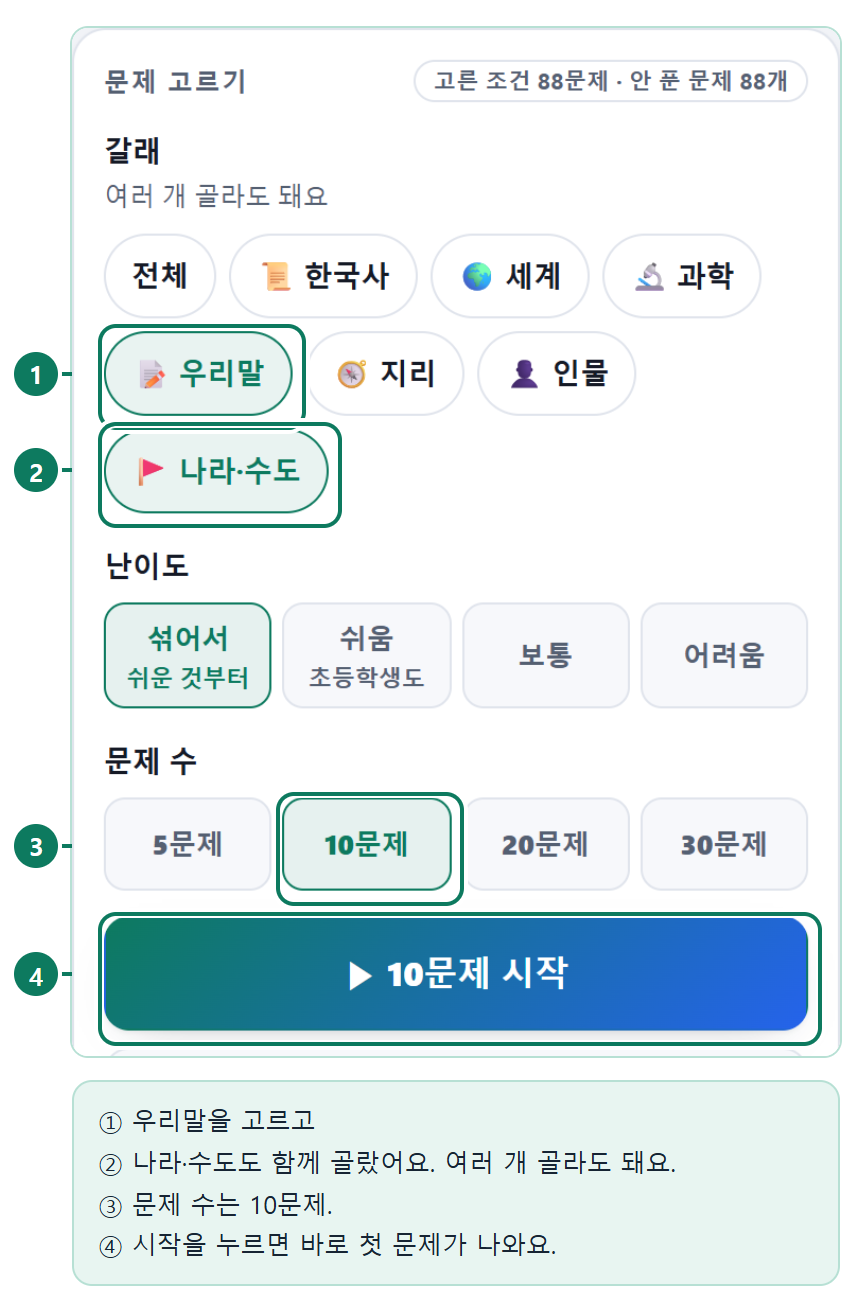 문제 고르기
고른 조건 88문제 · 안 푼 문제 88개
갈래
여러 개 골라도 돼요
전체 한국사 세계 과학
1 우리말 지리 인물
2 나라·수도
난이도
섞어서 쉬움 보통 어려움
쉬운 것부터 초등학생도
문제 수
3 5문제 10문제 20문제 30문제
4 ▶ 10문제 시작
① 우리말을 고르고
② 나라·수도도 함께 골랐어요. 여러 개 골라도 돼요.
③ 문제 수는 10문제.
④ 시작을 누르면 바로 첫 문제가 나와요.